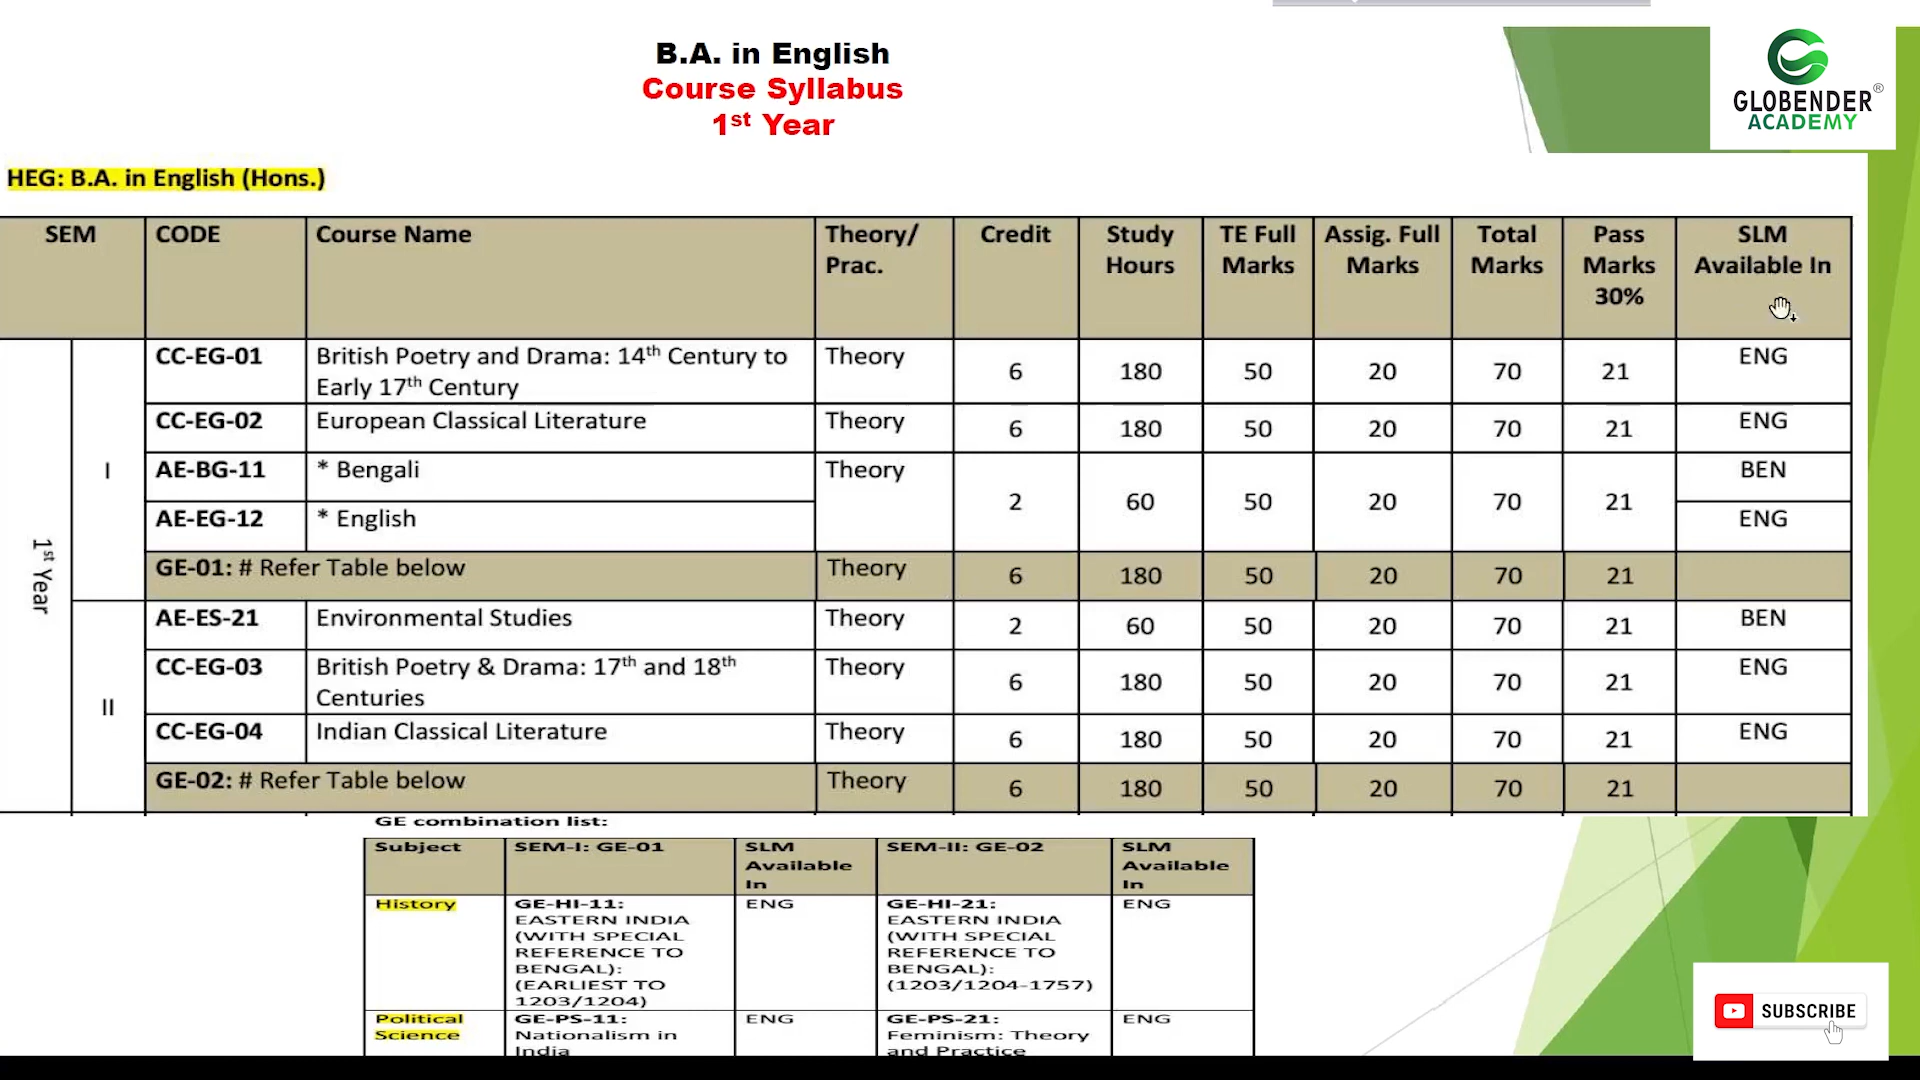 B.A. in English
Course Syllabus
1st Year
GLOBENDER®
ACADEMY
HEG: B.A. in English (Hons.)
SEM CODE Course Name Theory/ Prac. Credit Study Hours TE Full Marks Assig. Full Marks Total Marks Pass Marks 30% SLM Available In
1st Year
I
CC-EG-01 British Poetry and Drama: 14th Century to Early 17th Century Theory 6 180 50 20 70 21 ENG
CC-EG-02 European Classical Literature Theory 6 180 50 20 70 21 ENG
AE-BG-11 * Bengali Theory 2 60 50 20 70 21 BEN
AE-EG-12 * English ENG
GE-01: # Refer Table below Theory 6 180 50 20 70 21
II
AE-ES-21 Environmental Studies Theory 2 60 50 20 70 21 BEN
CC-EG-03 British Poetry & Drama: 17th and 18th Centuries Theory 6 180 50 20 70 21 ENG
CC-EG-04 Indian Classical Literature Theory 6 180 50 20 70 21 ENG
GE-02: # Refer Table below Theory 6 180 50 20 70 21
GE combination list:
Subject SEM-I: GE-01 SLM Available In SEM-II: GE-02 SLM Available In
History GE-HI-11: EASTERN INDIA (WITH SPECIAL REFERENCE TO BENGAL): (EARLIEST TO 1203/1204) ENG GE-HI-21: EASTERN INDIA (WITH SPECIAL REFERENCE TO BENGAL): (1203/1204-1757) ENG
Political Science GE-PS-11: Nationalism in India ENG GE-PS-21: Feminism: Theory and Practice ENG
SUBSCRIBE